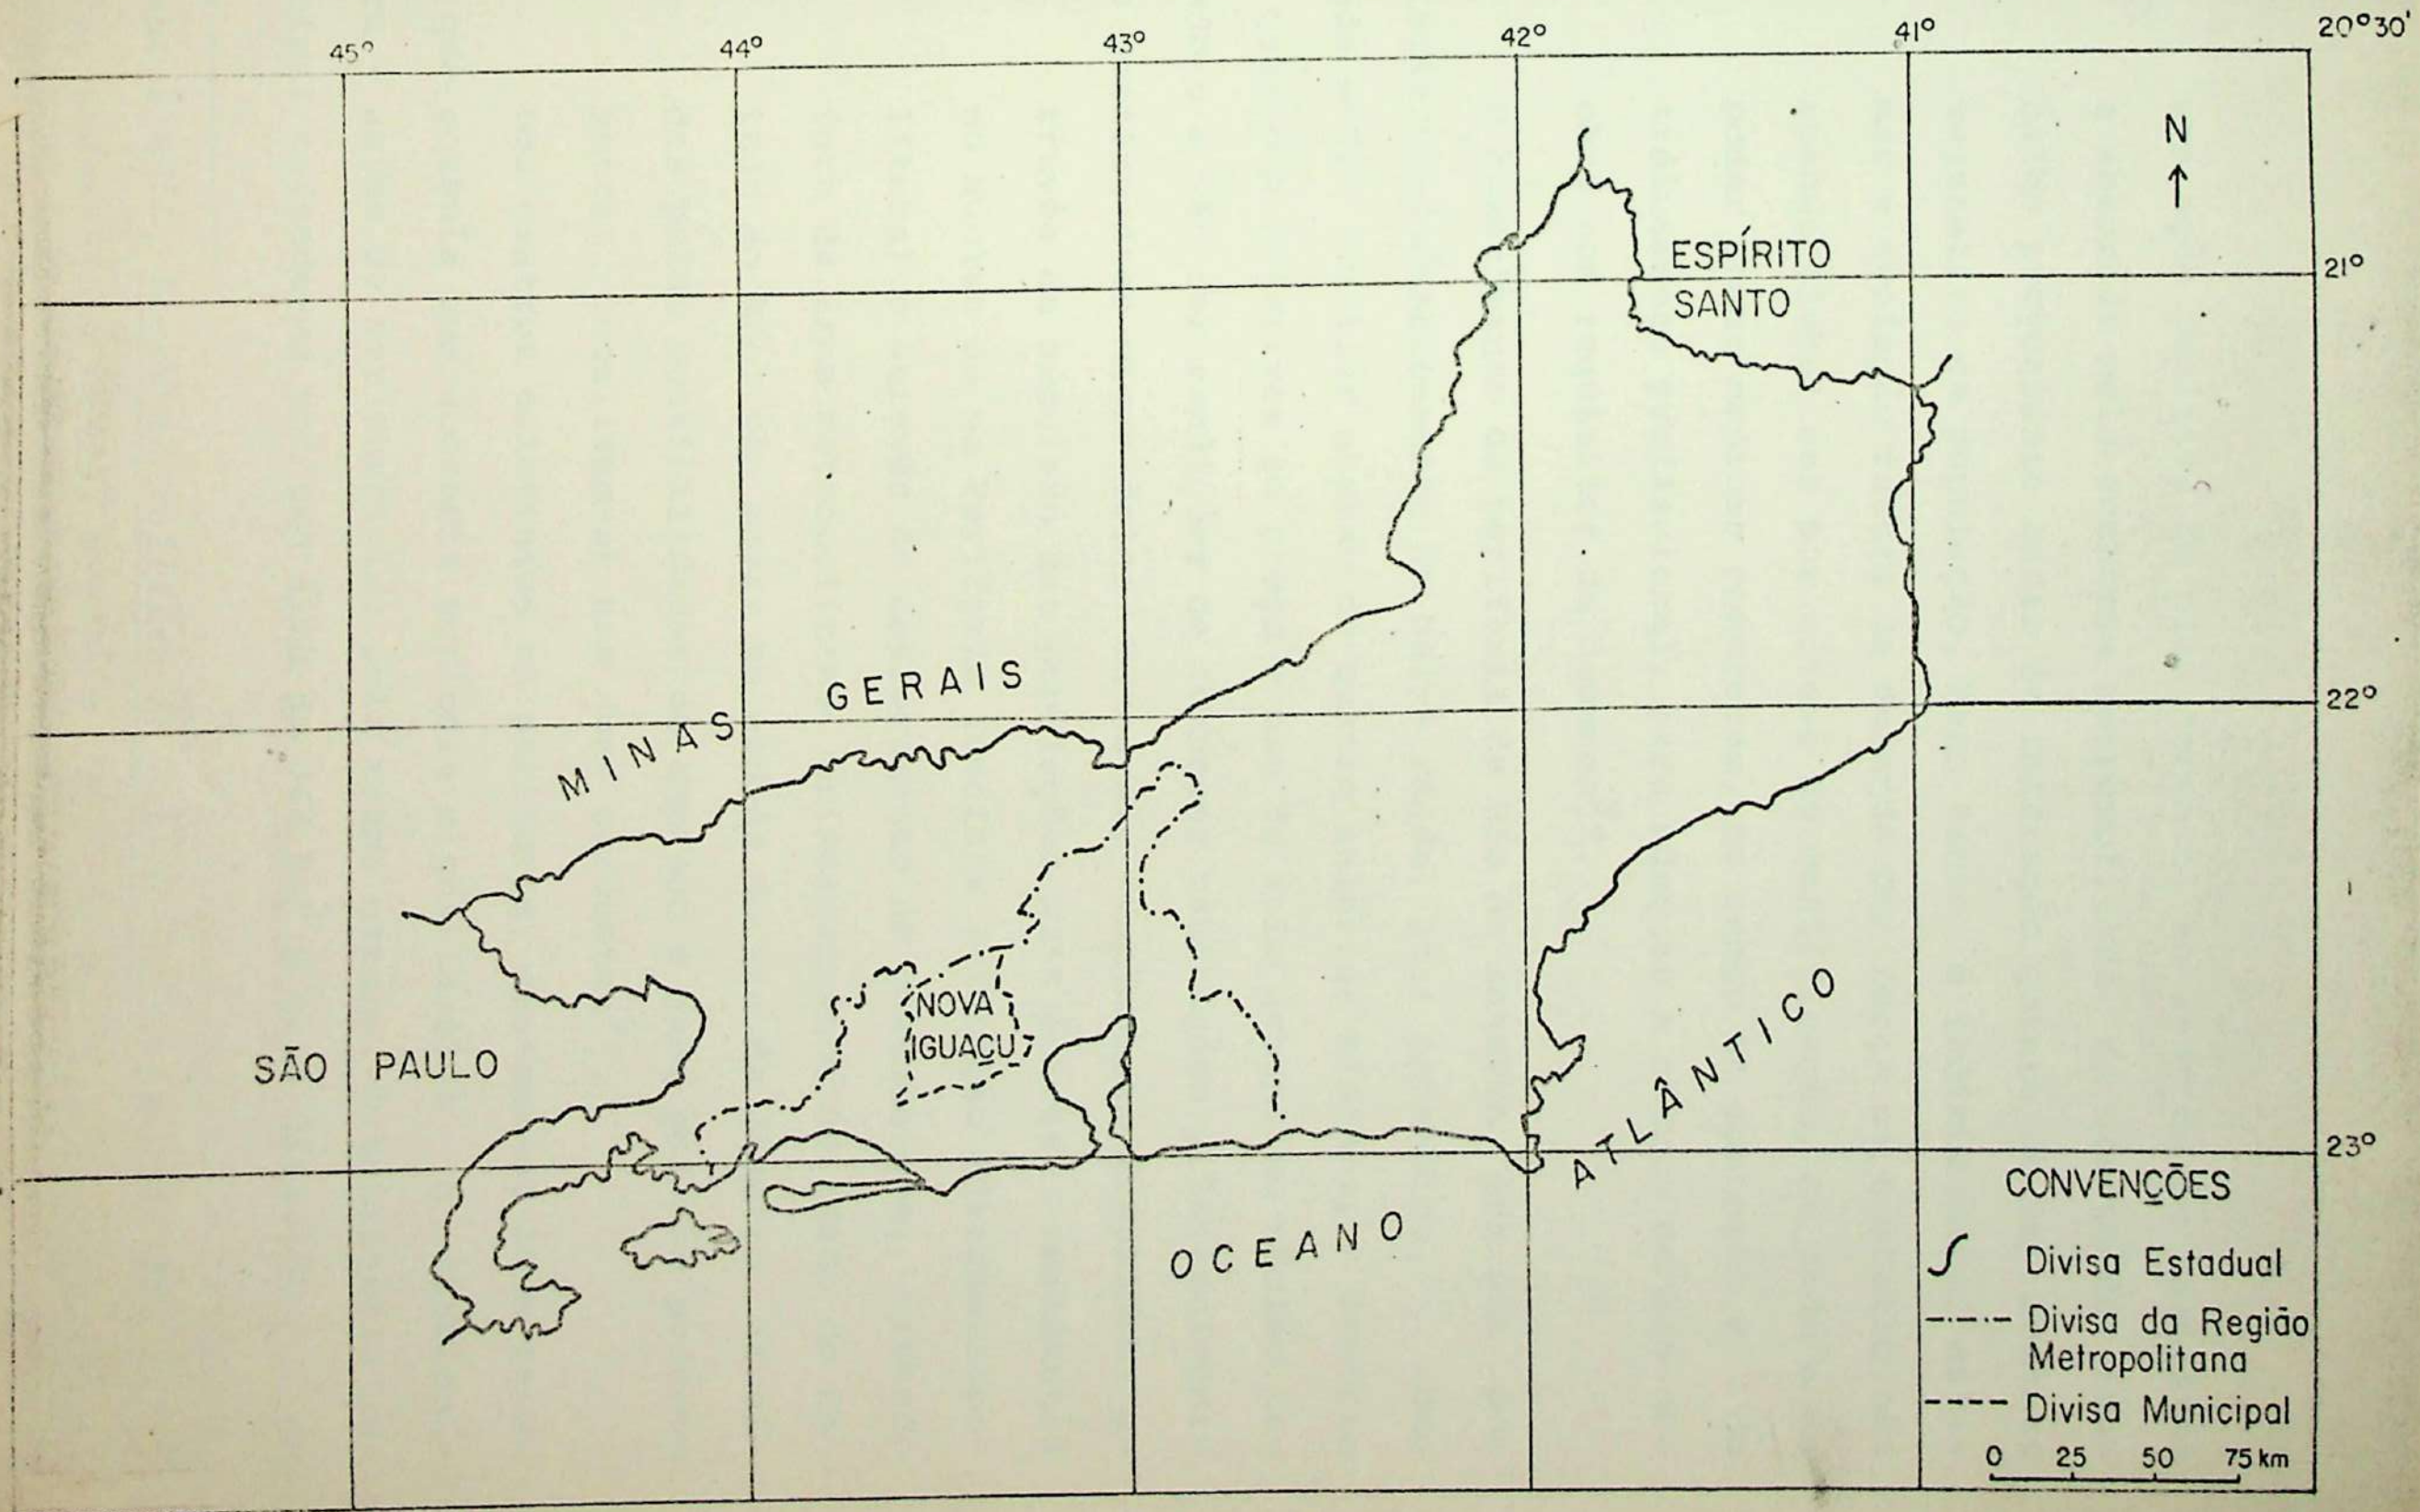 45°
44°
43°
42°
41°
20°30'
N
ESPÍRITO
SANTO
21°
MINAS GERAIS
22°
NOVA
IGUAÇU
SÃO PAULO
OCEANO ATLÂNTICO
23°
CONVENÇÕES
Divisa Estadual
Divisa da Região
Metropolitana
Divisa Municipal
0 25 50 75 km